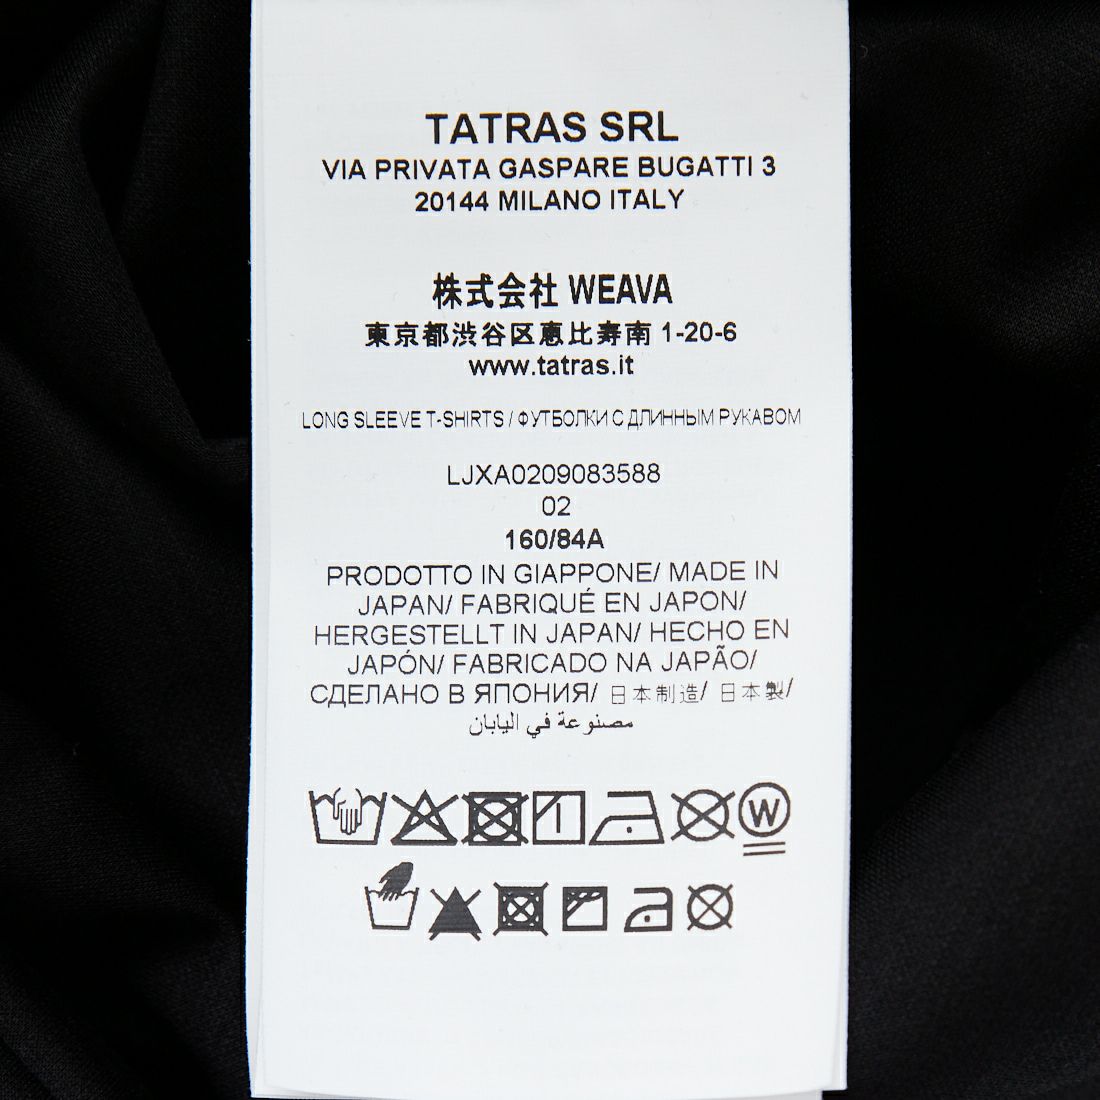 TATRAS SRL
VIA PRIVATA GASPARE BUGATTI 3
20144 MILANO ITALY
株式会社 WEAVA
東京都渋谷区恵比寿南 1-20-6
www.tatras.it
LONG SLEEVE T-SHIRTS / ФУТБОЛКИ С ДЛИННЫМ РУКАВОМ
LJXA0209083588
02
160/84A
PRODOTTO IN GIAPPONE/ MADE IN
JAPAN/ FABRIQUÉ EN JAPON/
HERGESTELLT IN JAPAN/ HECHO EN
JAPÓN/ FABRICADO NA JAPÃO/
СДЕЛАНО В ЯПОНИЯ/ 日本制造/ 日本製/
مصنوعة في اليابان
W